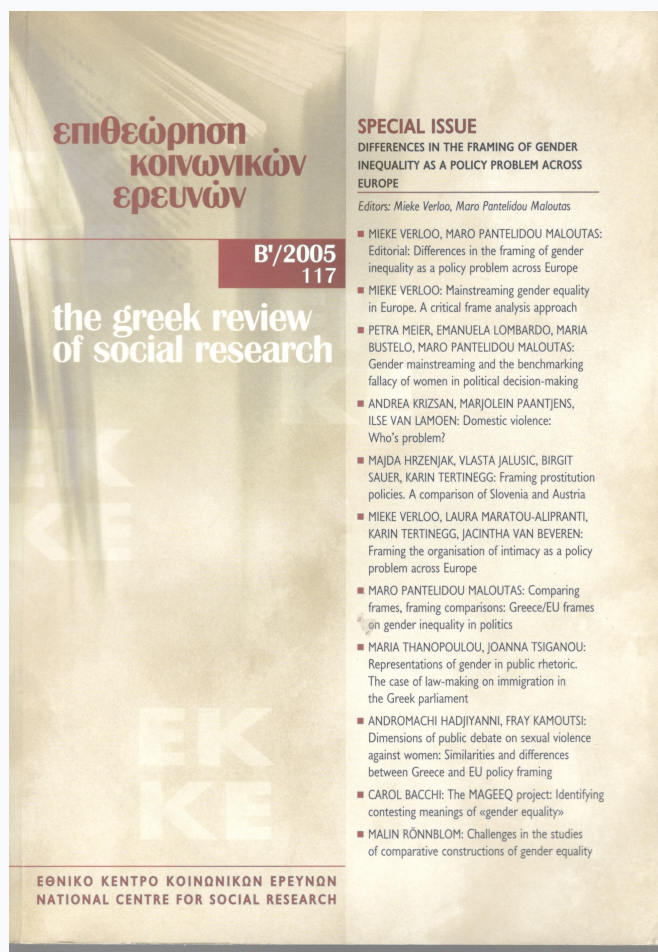 επιθεώρηση
κοινωνικών
ερευνών
Β'/2005
117
the greek review
of social research
ΕΚ
ΚΕ
ΕΚ
ΚΕ
ΕΘΝΙΚΟ ΚΕΝΤΡΟ ΚΟΙΝΩΝΙΚΩΝ ΕΡΕΥΝΩΝ
NATIONAL CENTRE FOR SOCIAL RESEARCH
SPECIAL ISSUE
DIFFERENCES IN THE FRAMING OF GENDER
INEQUALITY AS A POLICY PROBLEM ACROSS
EUROPE
Editors: Mieke Verloo, Maro Pantelidou Maloutas
■ MIEKE VERLOO, MARO PANTELIDOU MALOUTAS:
Editorial: Differences in the framing of gender
inequality as a policy problem across Europe
■ MIEKE VERLOO: Mainstreaming gender equality
in Europe. A critical frame analysis approach
■ PETRA MEIER, EMANUELA LOMBARDO, MARIA
BUSTELO, MARO PANTELIDOU MALOUTAS:
Gender mainstreaming and the benchmarking
fallacy of women in political decision-making
■ ANDREA KRIZSAN, MARJOLEIN PAANTJENS,
ILSE VAN LAMOEN: Domestic violence:
Who's problem?
■ MAJDA HRZENJAK, VLASTA JALUSIC, BIRGIT
SAUER, KARIN TERTINEGG: Framing prostitution
policies. A comparison of Slovenia and Austria
■ MIEKE VERLOO, LAURA MARATOU-ALIPRANTI,
KARIN TERTINEGG, JACINTHA VAN BEVEREN:
Framing the organisation of intimacy as a policy
problem across Europe
■ MARO PANTELIDOU MALOUTAS: Comparing
frames, framing comparisons: Greece/EU frames
on gender inequality in politics
■ MARIA THANOPOULOU, JOANNA TSIGANOU:
Representations of gender in public rhetoric.
The case of law-making on immigration in
the Greek parliament
■ ANDROMACHI HADJIYANNI, FRAY KAMOUTSI:
Dimensions of public debate on sexual violence
against women: Similarities and differences
between Greece and EU policy framing
■ CAROL BACCHI: The MAGEEQ project: Identifying
contesting meanings of «gender equality»
■ MALIN RÖNNBLOM: Challenges in the studies
of comparative constructions of gender equality